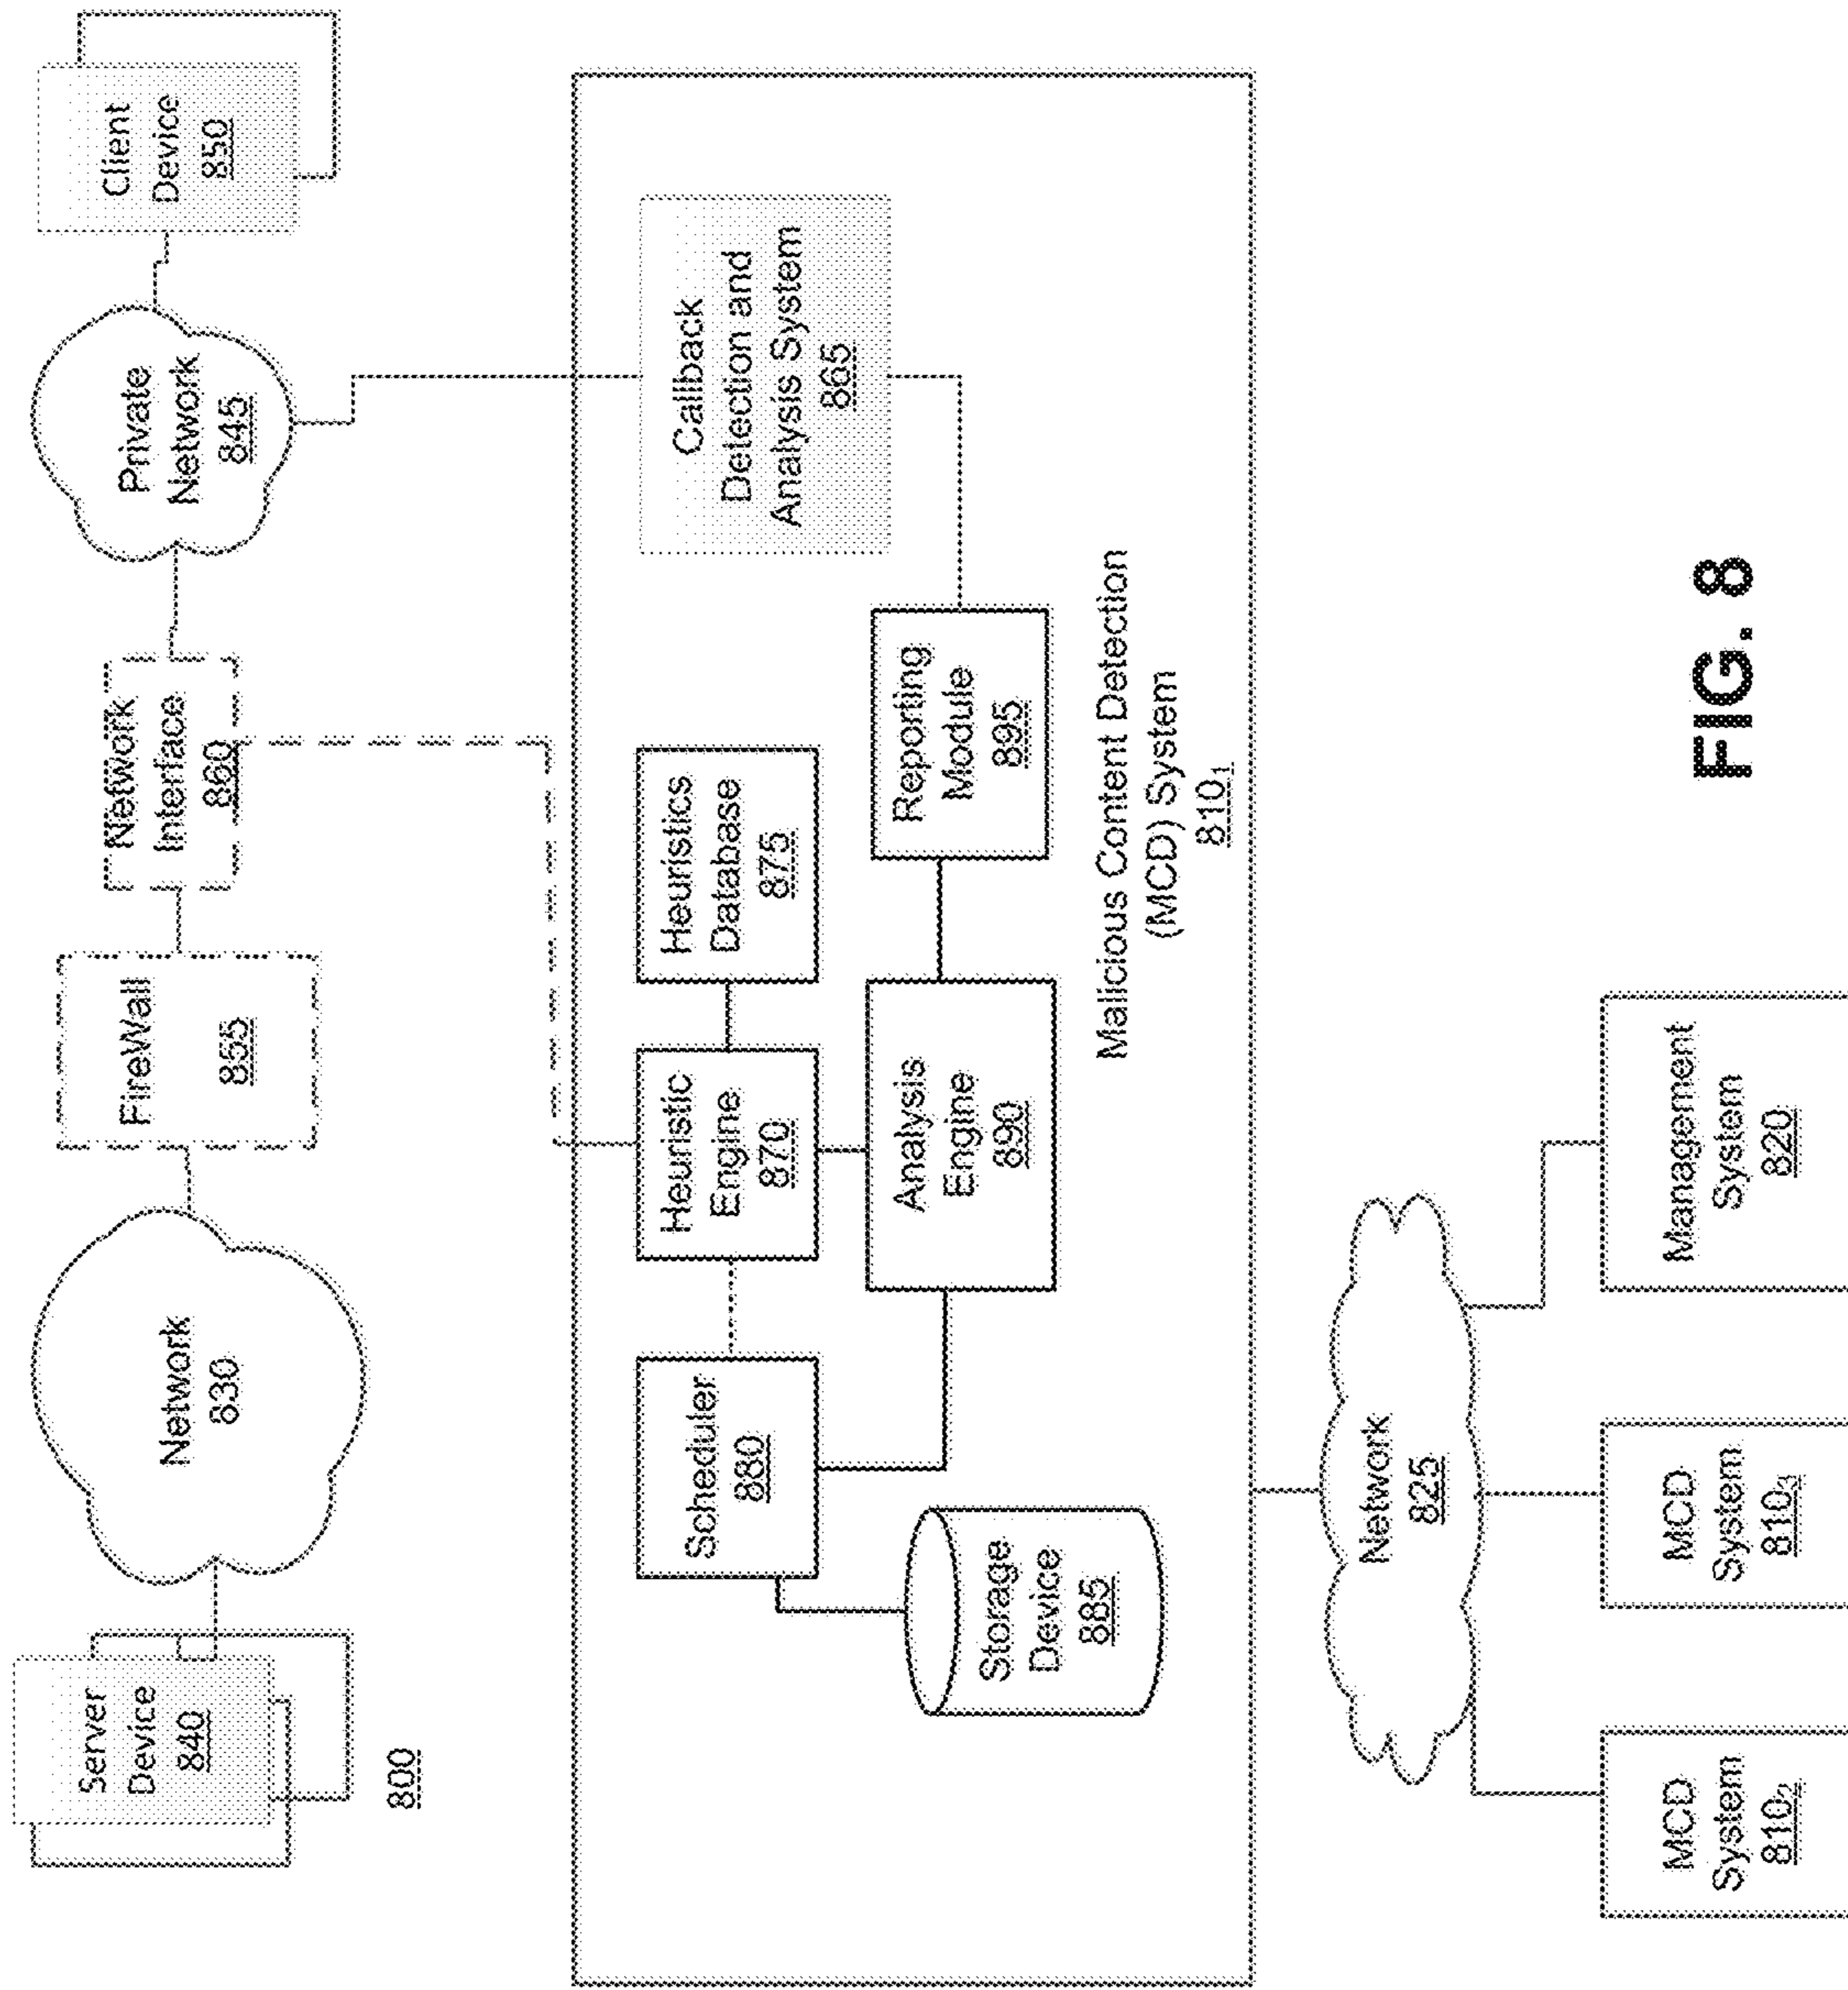 Server
Device
840
Network
830
FireWall
855
Network
Interface
860
Private
Network
845
Client
Device
850
800
Scheduler
880
Heuristic
Engine
870
Heuristics
Database
875
Callback
Detection and
Analysis System
865
Storage
Device
885
Analysis
Engine
890
Reporting
Module
895
Malicious Content Detection
(MCD) System
810₁
Network
825
MCD
System
810₂
MCD
System
810₃
Management
System
820
FIG. 8